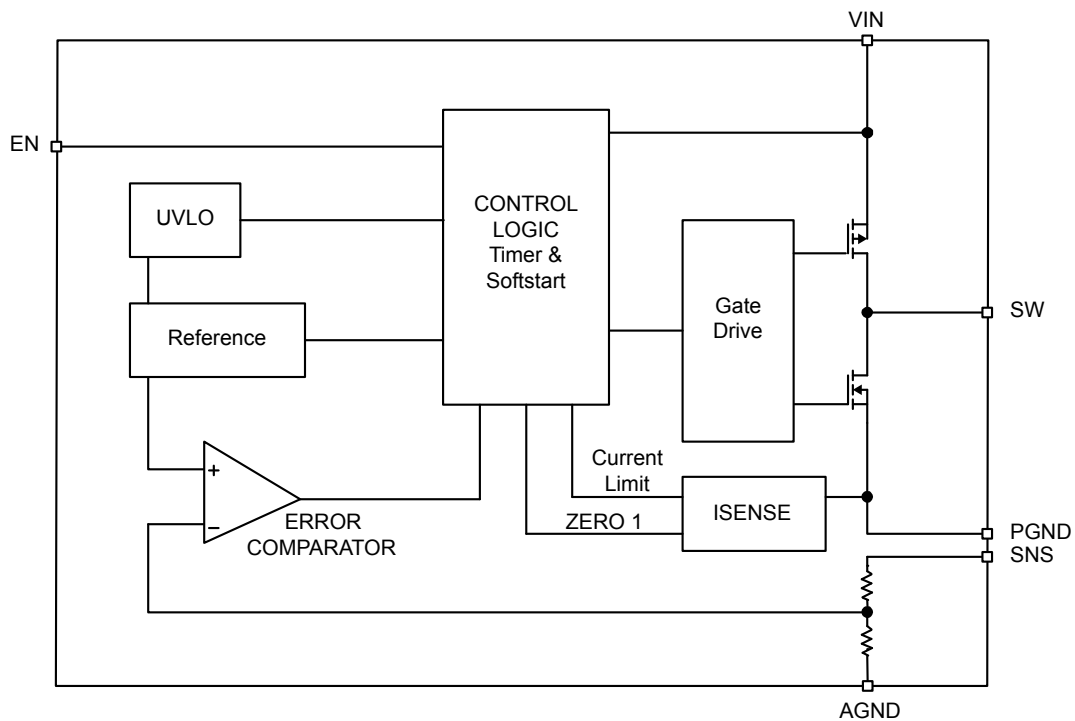 VIN
EN
UVLO
CONTROL
LOGIC
Timer &
Softstart
Gate
Drive
SW
Reference
+
−
ERROR
COMPARATOR
Current
Limit
ZERO 1
ISENSE
PGND
SNS
AGND